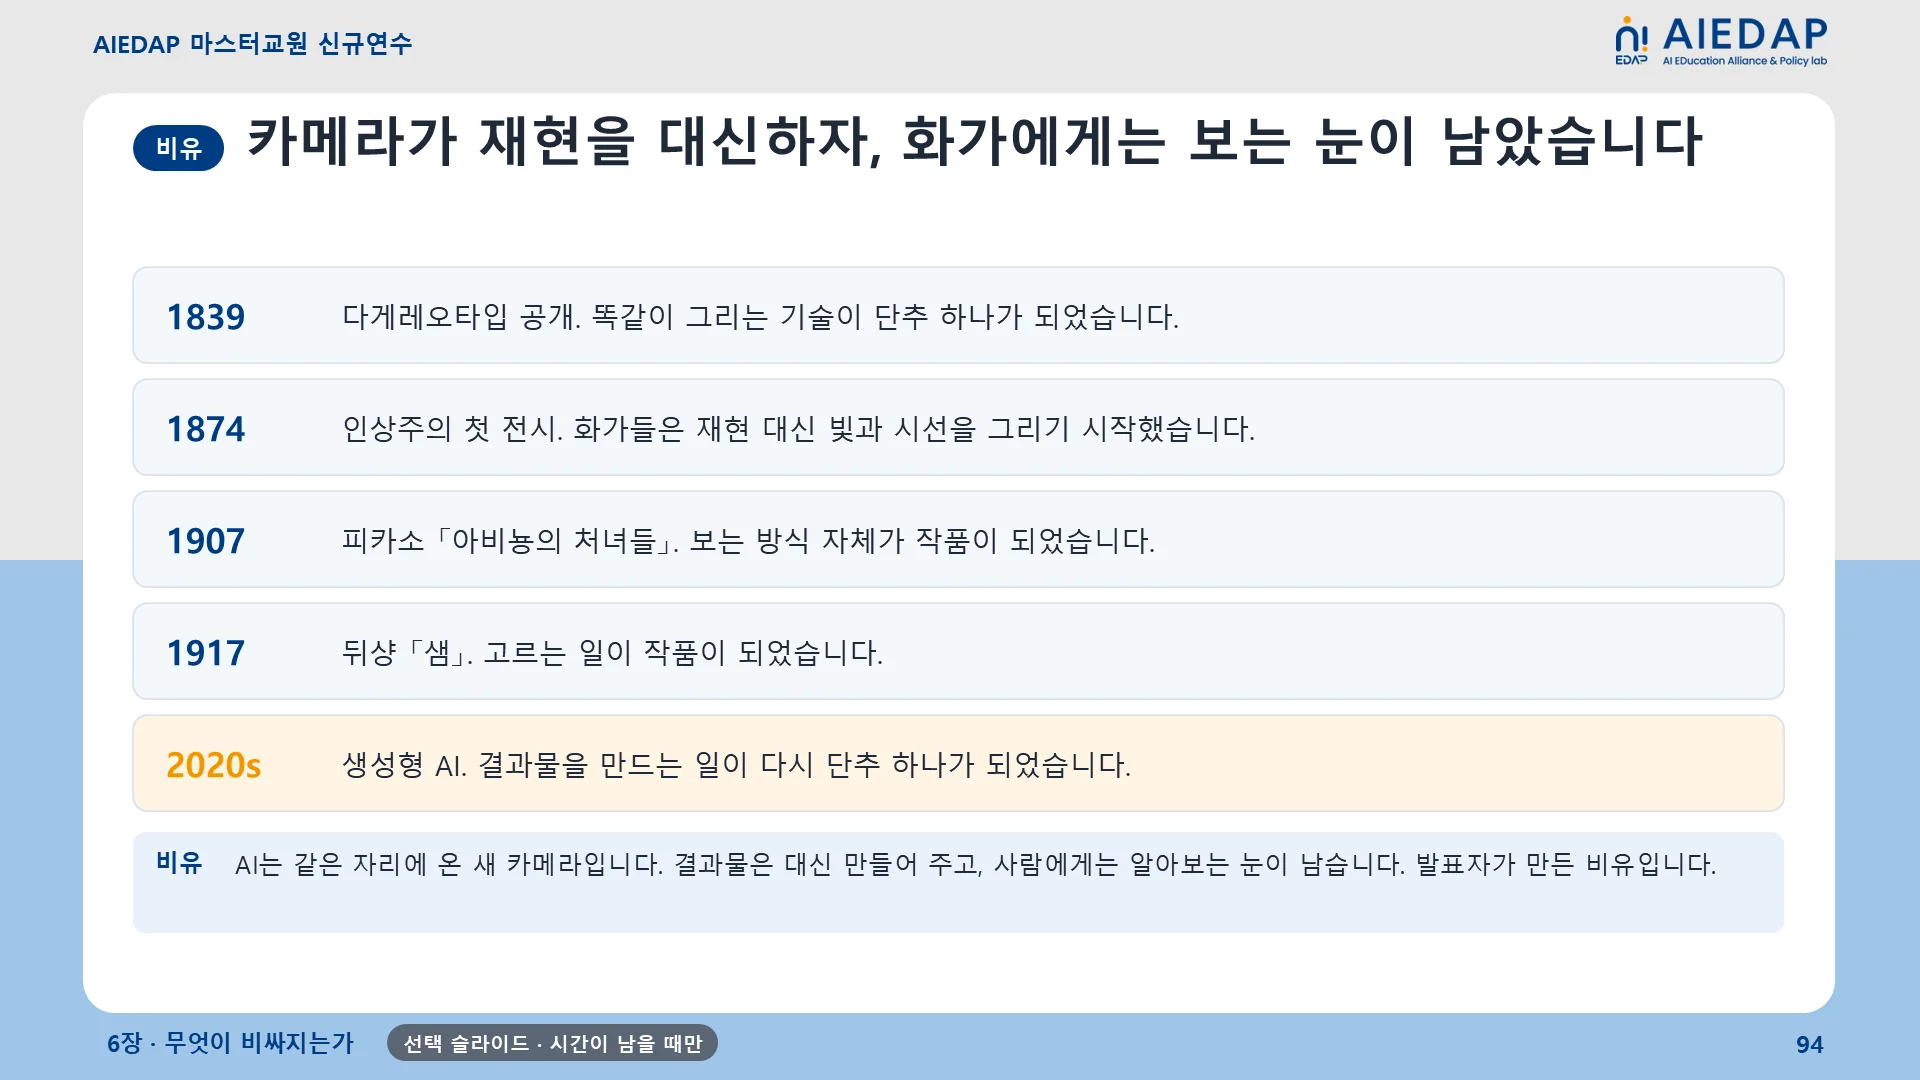 AIEDAP 마스터교원 신규연수
EDAP
AIEDAP
AI EDucation Alliance & Policy lab
비유
카메라가 재현을 대신하자, 화가에게는 보는 눈이 남았습니다
1839
다게레오타입 공개. 똑같이 그리는 기술이 단추 하나가 되었습니다.
1874
인상주의 첫 전시. 화가들은 재현 대신 빛과 시선을 그리기 시작했습니다.
1907
피카소 「아비뇽의 처녀들」. 보는 방식 자체가 작품이 되었습니다.
1917
뒤샹 「샘」. 고르는 일이 작품이 되었습니다.
2020s
생성형 AI. 결과물을 만드는 일이 다시 단추 하나가 되었습니다.
비유
AI는 같은 자리에 온 새 카메라입니다. 결과물은 대신 만들어 주고, 사람에게는 알아보는 눈이 남습니다. 발표자가 만든 비유입니다.
6장 · 무엇이 비싸지는가
선택 슬라이드 · 시간이 남을 때만
94